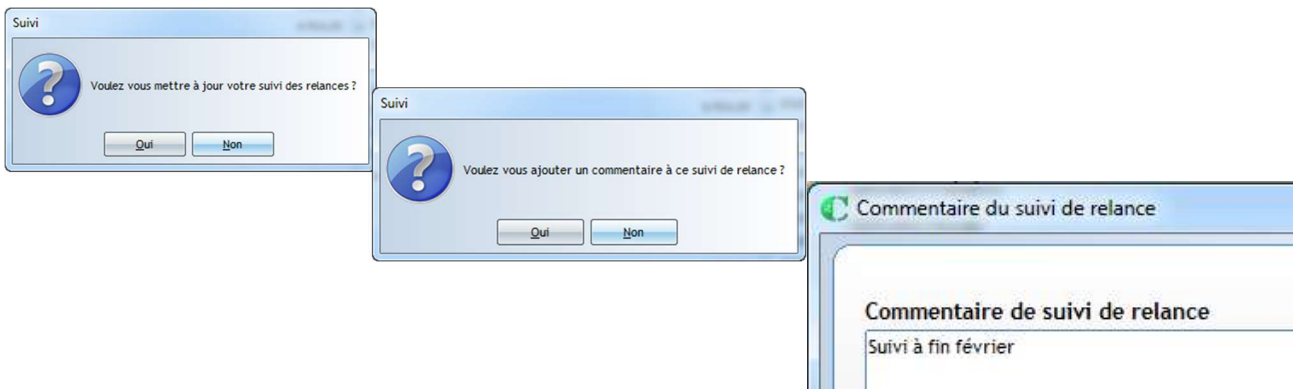 Suivi
Voulez vous mettre à jour votre suivi des relances ?
Oui
Non
Suivi
Voulez vous ajouter un commentaire à ce suivi de relance ?
Oui
Non
Commentaire du suivi de relance
Commentaire de suivi de relance
Suivi à fin février